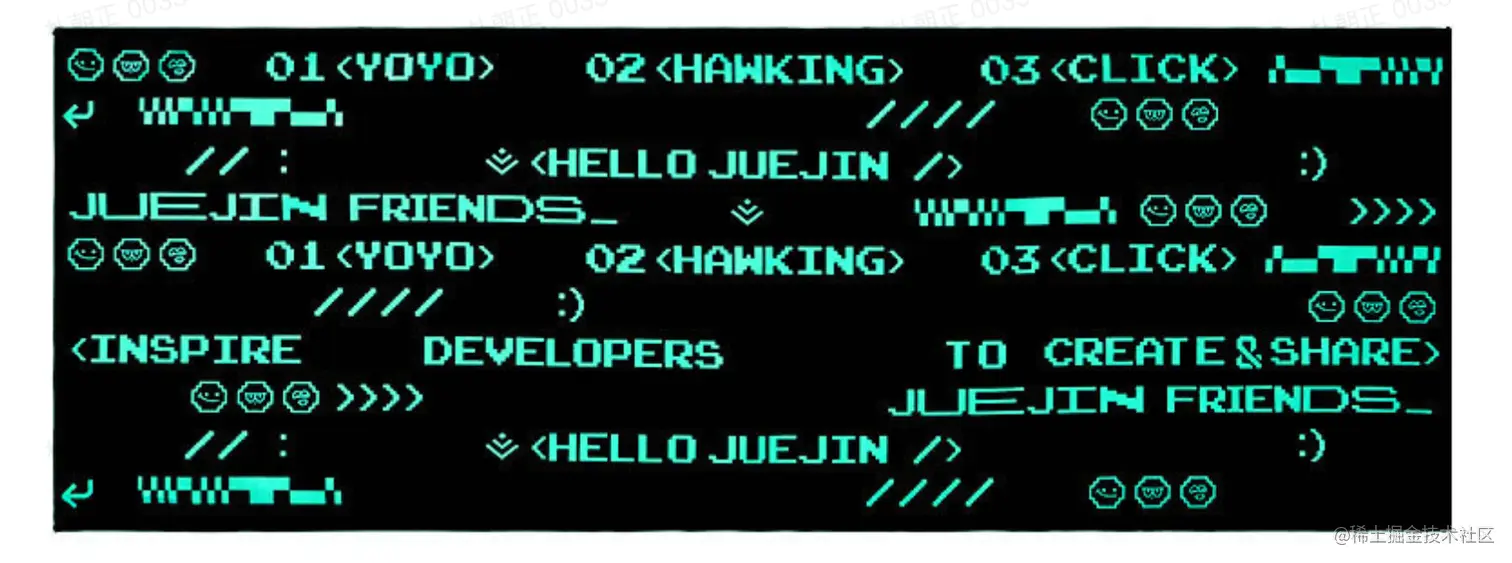 01<YOYO> 02<HAWKING> 03<CLICK>
////
// : <HELLO JUEJIN /> :)
JUEJIN FRIENDS_ >>>>
01<YOYO> 02<HAWKING> 03<CLICK>
//// :)
<INSPIRE DEVELOPERS TO CREATE&SHARE>
>>>> JUEJIN FRIENDS_
// : <HELLO JUEJIN /> :)
////
@稀土掘金技术社区